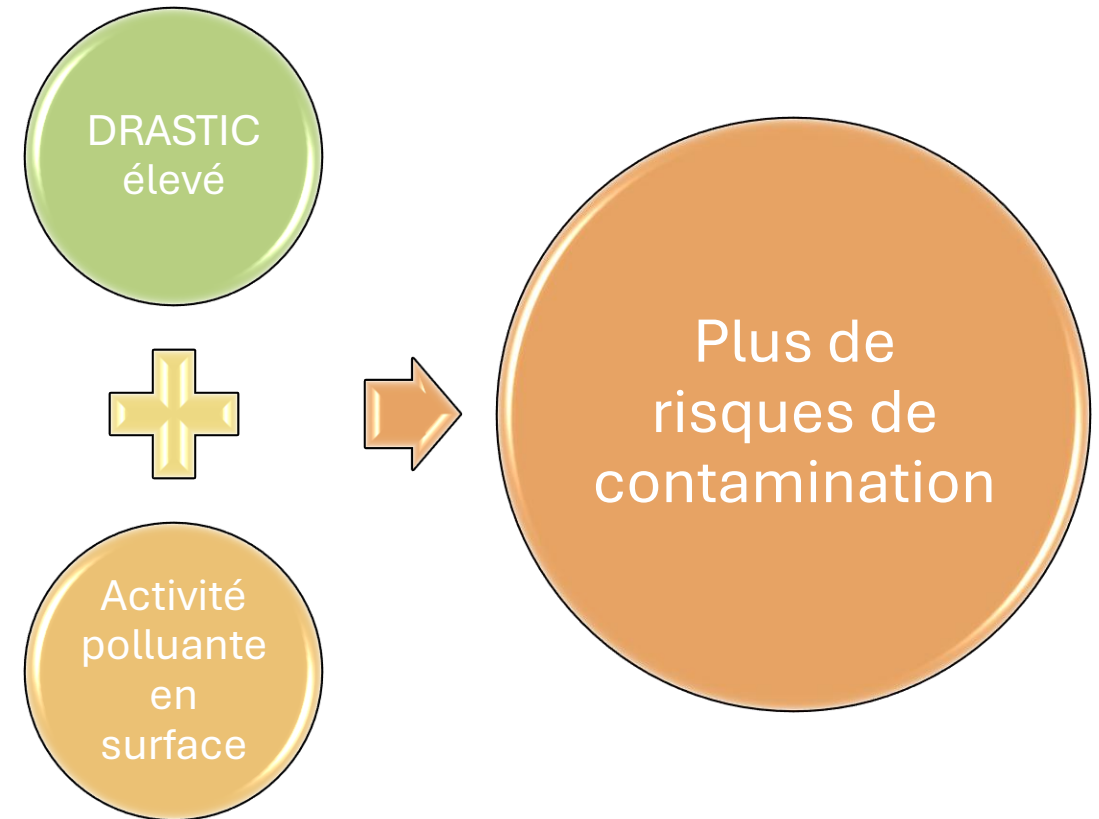 DRASTIC
élevé
Activité
polluante
en
surface
Plus de
risques de
contamination